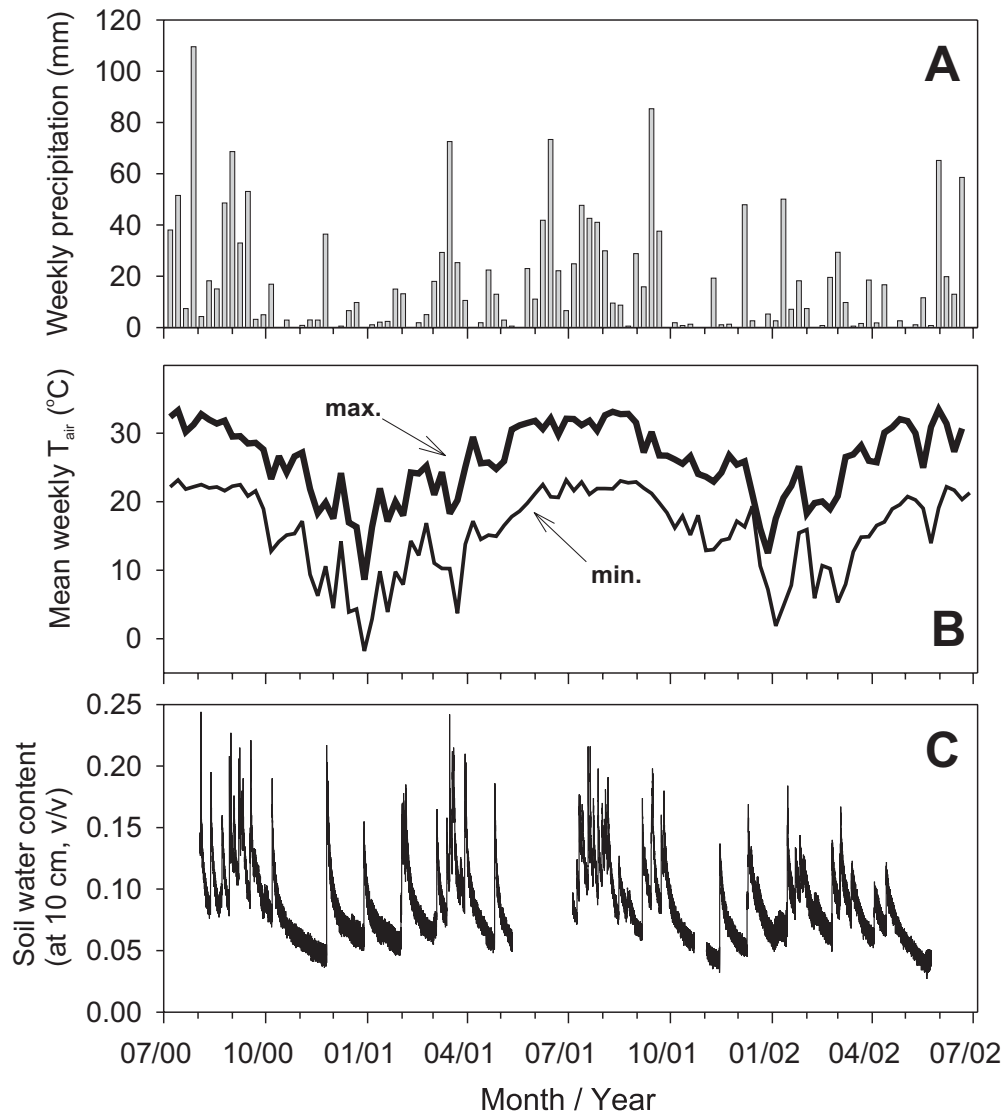 Weekly precipitation (mm)
120
100
80
60
40
20
0
A
Mean weekly Tair (°C)
30
20
10
0
max.
min.
B
Soil water content
(at 10 cm, v/v)
0.25
0.20
0.15
0.10
0.05
0.00
C
07/00 10/00 01/01 04/01 07/01 10/01 01/02 04/02 07/02
Month / Year